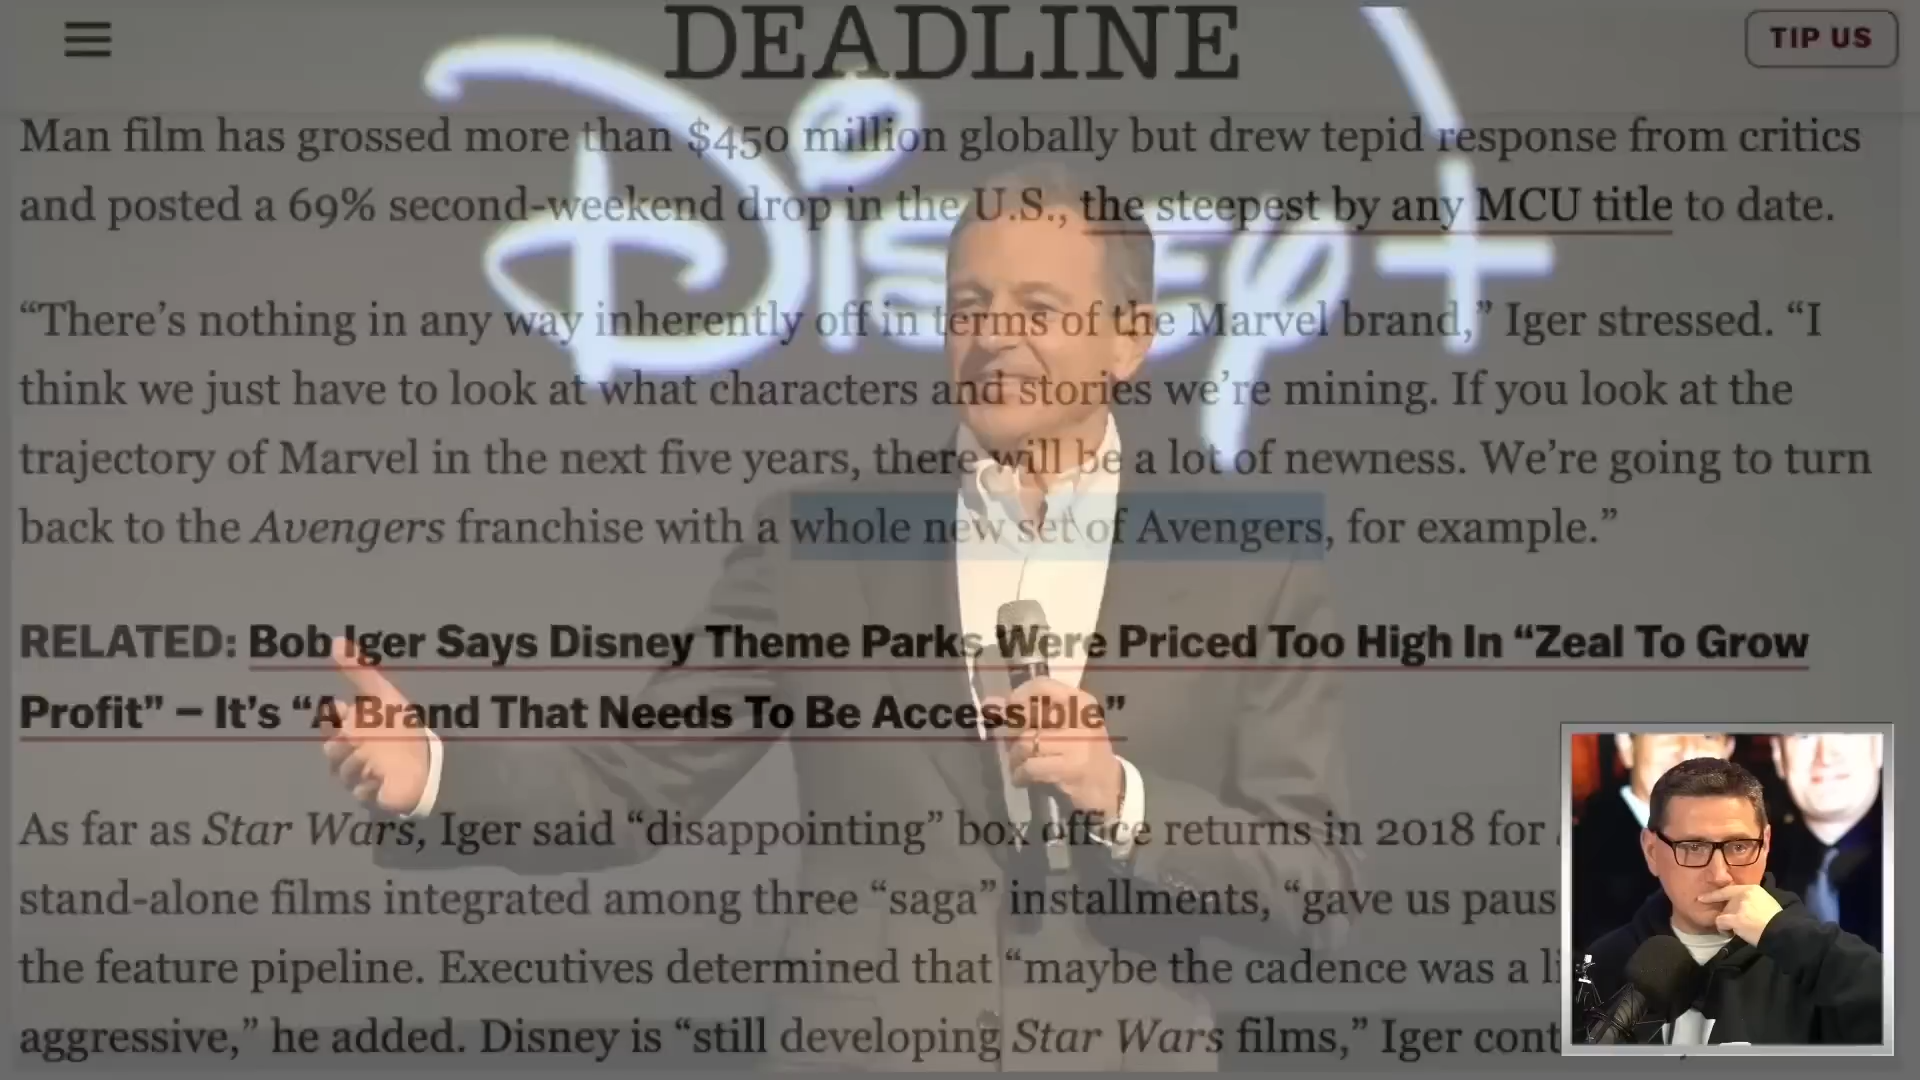 DEADLINE
TIP US
Disney+
Man film has grossed more than $450 million globally but drew tepid response from critics
and posted a 69% second-weekend drop in the U.S., the steepest by any MCU title to date.
“There’s nothing in any way inherently off in terms of the Marvel brand,” Iger stressed. “I
think we just have to look at what characters and stories we’re mining. If you look at the
trajectory of Marvel in the next five years, there will be a lot of newness. We’re going to turn
back to the Avengers franchise with a whole new set of Avengers, for example.”
RELATED: Bob Iger Says Disney Theme Parks Were Priced Too High In “Zeal To Grow
Profit” – It’s “A Brand That Needs To Be Accessible”
As far as Star Wars, Iger said “disappointing” box office returns in 2018 for
stand-alone films integrated among three “saga” installments, “gave us paus
the feature pipeline. Executives determined that “maybe the cadence was a li
aggressive,” he added. Disney is “still developing Star Wars films,” Iger cont